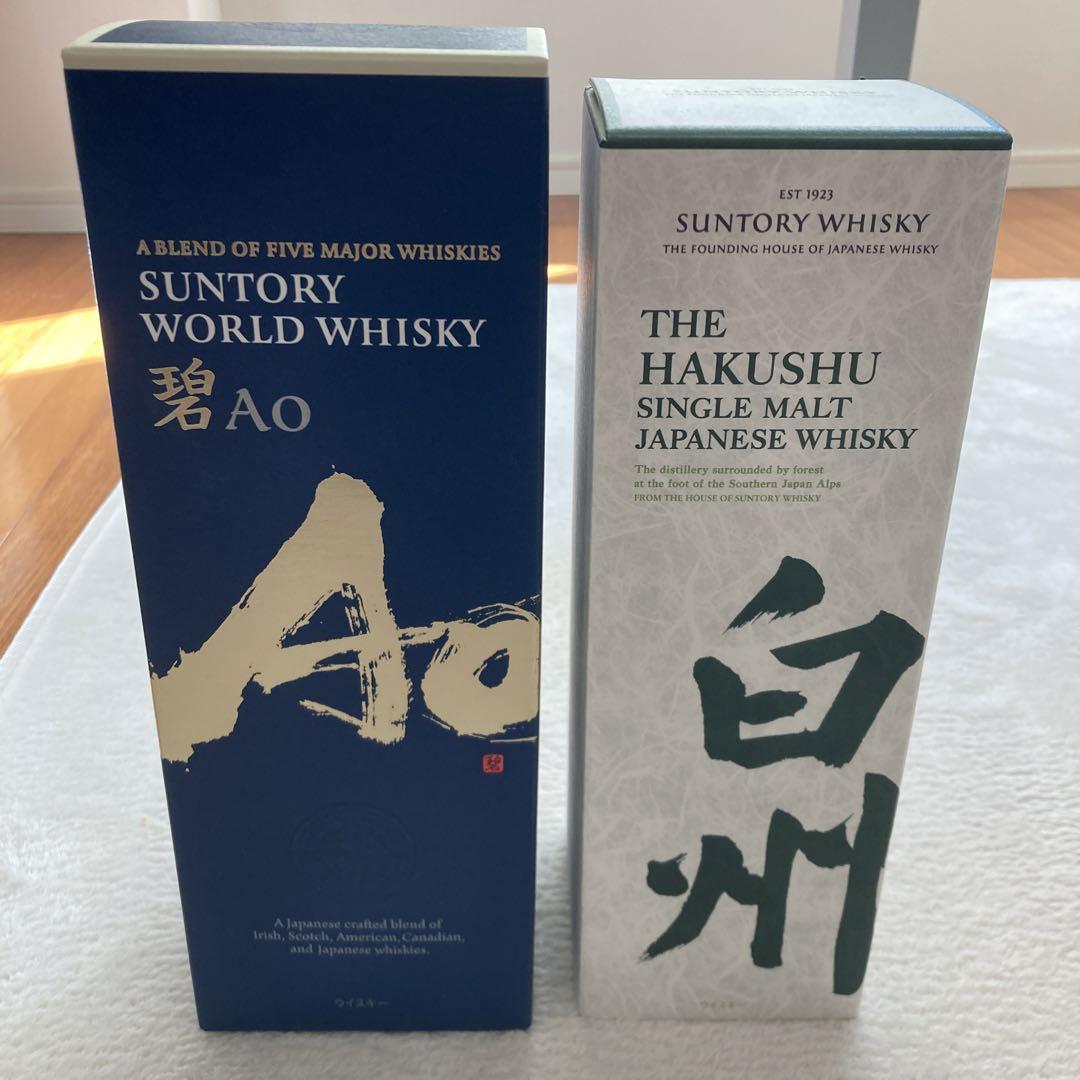 A BLEND OF FIVE MAJOR WHISKIES
SUNTORY
WORLD WHISKY
碧 AO
Ao
碧
A Japanese crafted blend of
Irish, Scotch, American, Canadian,
and Japanese whiskies.
ウイスキー
SUNTORY WHISKY
EST 1923
SUNTORY WHISKY
THE FOUNDING HOUSE OF JAPANESE WHISKY
THE
HAKUSHU
SINGLE MALT
JAPANESE WHISKY
The distillery surrounded by forest
at the foot of the Southern Japan Alps
FROM THE HOUSE OF SUNTORY WHISKY
白
州
ウイスキー